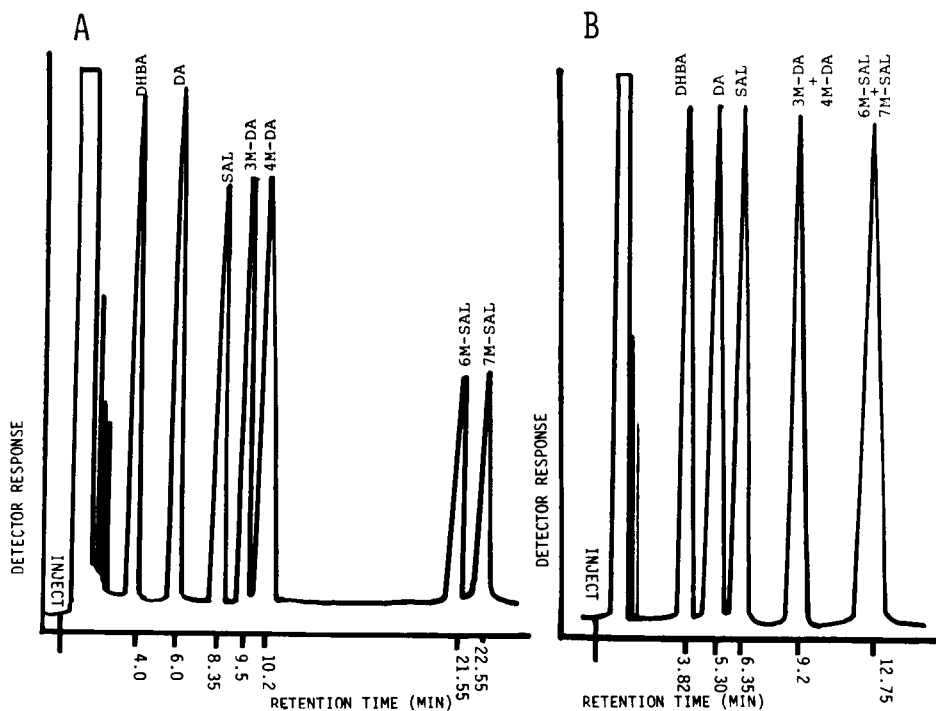 A
DHBA
DA
SAL
3M-DA
4M-DA
6M-SAL
7M-SAL
DETECTOR RESPONSE
INJECT
4.0
6.0
8.35
9.5
10.2
21.55
22.55
RETENTION TIME (MIN)
B
DHBA
DA
SAL
3M-DA
+
4M-DA
6M-SAL
+
7M-SAL
DETECTOR RESPONSE
INJECT
3.82
5.30
6.35
9.2
12.75
RETENTION TIME (MIN)